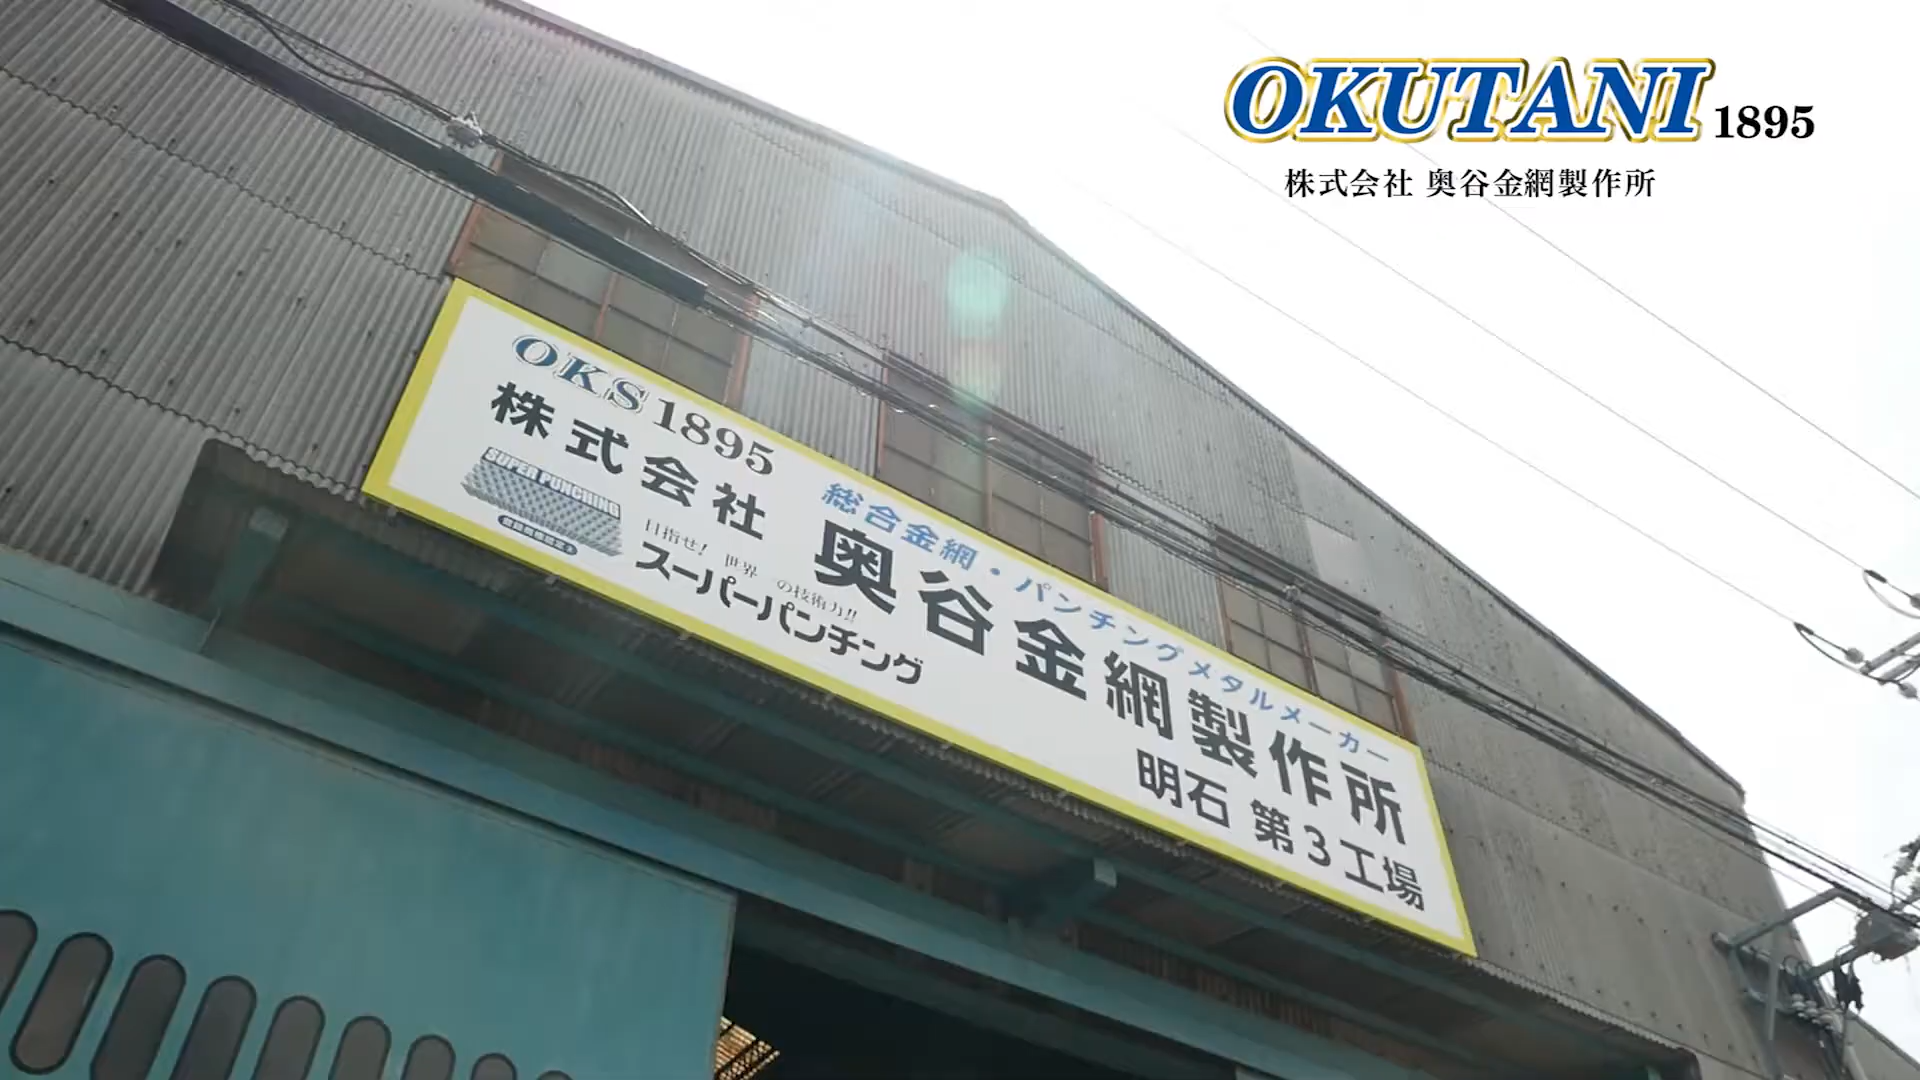 OKUTANI 1895
株式会社 奥谷金網製作所
OKS 1895
総合金網・パンチングメタルメーカー
株式会社 奥谷金網製作所
SUPER PUNCHING
目指せ! 世界一の技術力!!
スーパーパンチング
明石 第3工場